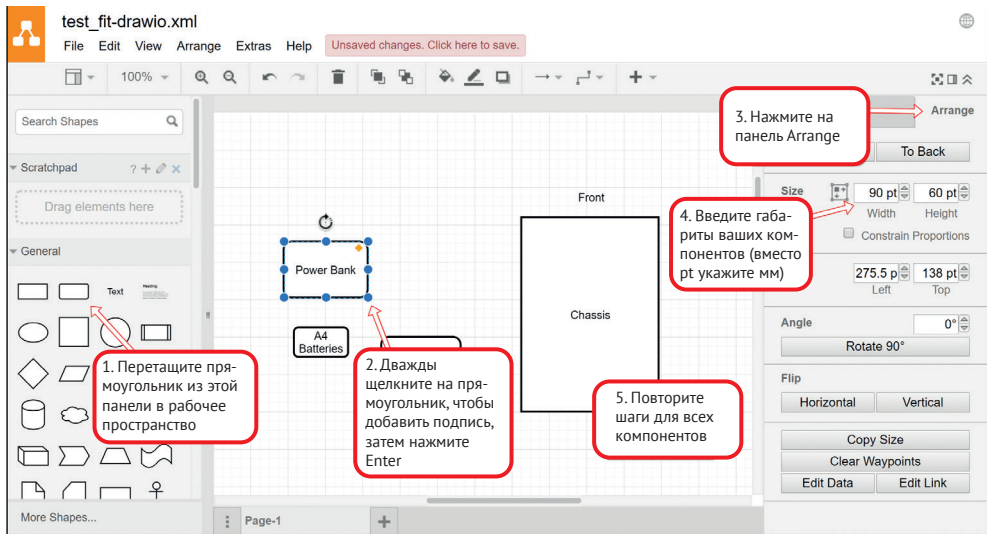 test_fit-drawio.xml
File Edit View Arrange Extras Help Unsaved changes. Click here to save.
100%
Search Shapes
Scratchpad ? +
Drag elements here
General
Text
Heading
1. Перетащите пря-
моугольник из этой
панели в рабочее
пространство
More Shapes...
Power Bank
A4
Batteries
2. Дважды
щелкните на пря-
моугольник, чтобы
добавить подпись,
затем нажмите
Enter
Front
Chassis
5. Повторите
шаги для всех
компонентов
Page-1
3. Нажмите на
панель Arrange
Arrange
To Back
4. Введите габа-
риты ваших ком-
понентов (вместо
pt укажите мм)
Size 90 pt 60 pt
Width Height
Constrain Proportions
275.5 p 138 pt
Left Top
Angle 0°
Rotate 90°
Flip
Horizontal Vertical
Copy Size
Clear Waypoints
Edit Data Edit Link